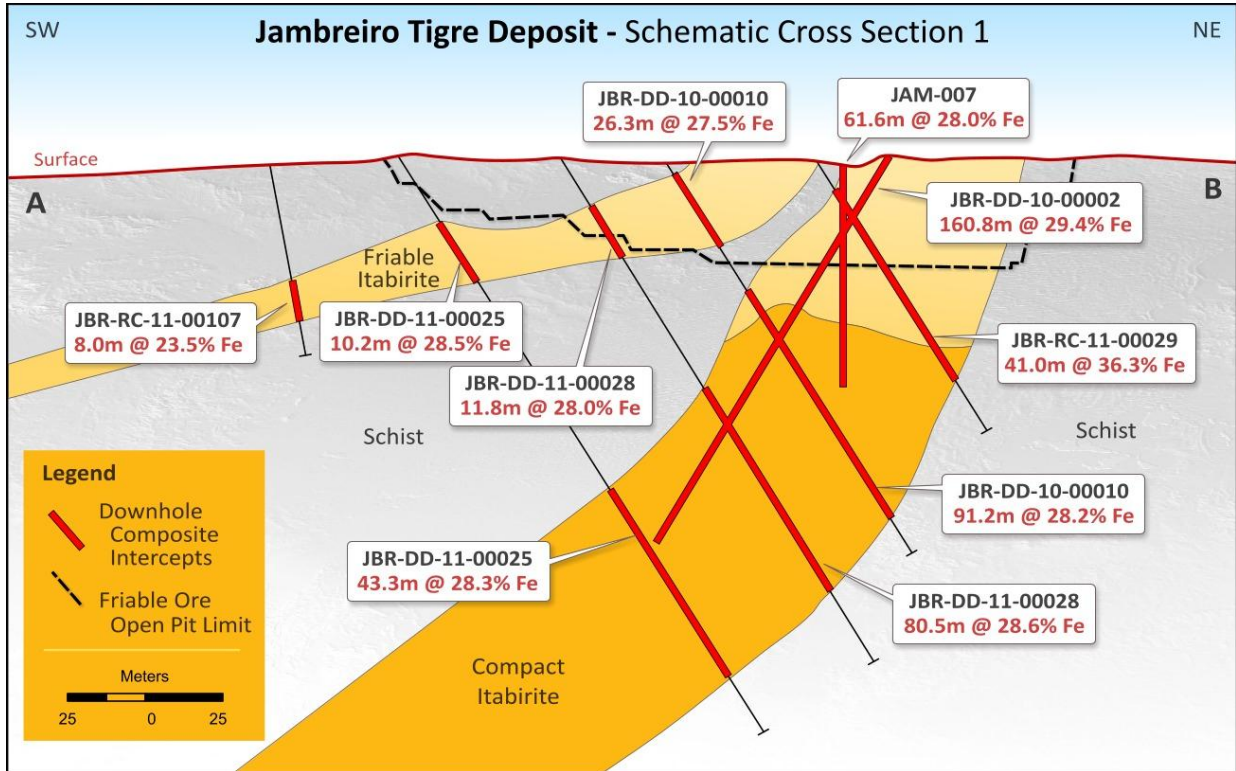 SW
Jambreiro Tigre Deposit - Schematic Cross Section 1
NE
JBR-DD-10-00010
26.3m @ 27.5% Fe
JAM-007
61.6m @ 28.0% Fe
Surface
A
B
JBR-DD-10-00002
160.8m @ 29.4% Fe
Friable
Itabirite
JBR-RC-11-00107
8.0m @ 23.5% Fe
JBR-DD-11-00025
10.2m @ 28.5% Fe
JBR-RC-11-00029
41.0m @ 36.3% Fe
JBR-DD-11-00028
11.8m @ 28.0% Fe
Schist
Schist
Legend
Downhole
Composite
Intercepts
Friable Ore
Open Pit Limit
Meters
25 0 25
JBR-DD-10-00010
91.2m @ 28.2% Fe
JBR-DD-11-00025
43.3m @ 28.3% Fe
JBR-DD-11-00028
80.5m @ 28.6% Fe
Compact
Itabirite